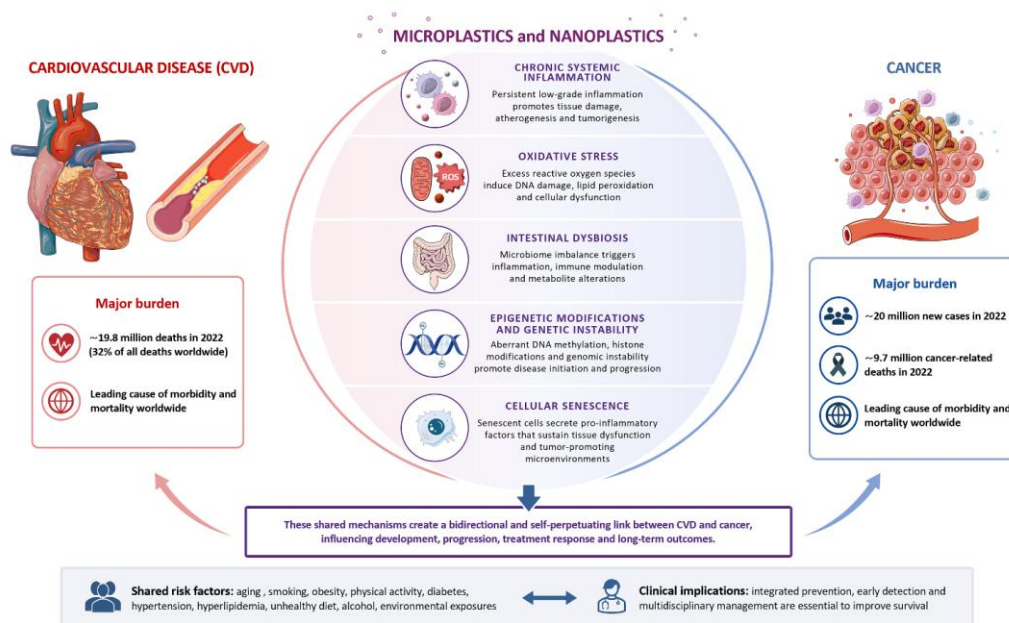 MICROPLASTICS and NANOPLASTICS
CARDIOVASCULAR DISEASE (CVD)
Major burden
~19.8 million deaths in 2022
(32% of all deaths worldwide)
Leading cause of morbidity and
mortality worldwide
CHRONIC SYSTEMIC
INFLAMMATION
Persistent low-grade inflammation
promotes tissue damage,
atherogenesis and tumorigenesis
ROS
OXIDATIVE STRESS
Excess reactive oxygen species
induce DNA damage, lipid peroxidation
and cellular dysfunction
INTESTINAL DYSBIOSIS
Microbiome imbalance triggers
inflammation, immune modulation
and metabolite alterations
EPIGENETIC MODIFICATIONS
AND GENETIC INSTABILITY
Aberrant DNA methylation, histone
modifications and genomic instability
promote disease initiation and progression
CELLULAR SENESCENCE
Senescent cells secrete pro-inflammatory
factors that sustain tissue dysfunction
and tumor-promoting
microenvironments
CANCER
Major burden
~20 million new cases in 2022
~9.7 million cancer-related
deaths in 2022
Leading cause of morbidity and
mortality worldwide
These shared mechanisms create a bidirectional and self-perpetuating link between CVD and cancer,
influencing development, progression, treatment response and long-term outcomes.
Shared risk factors: aging , smoking, obesity, physical activity, diabetes,
hypertension, hyperlipidemia, unhealthy diet, alcohol, environmental exposures
Clinical implications: integrated prevention, early detection and
multidisciplinary management are essential to improve survival